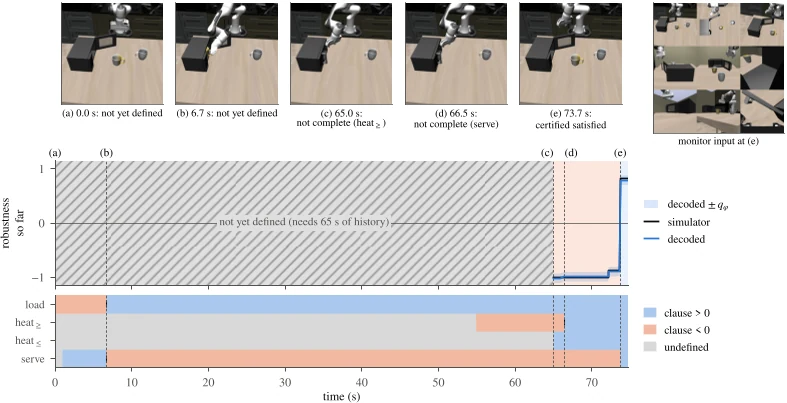 (a) 0.0 s: not yet defined
(b) 6.7 s: not yet defined
(c) 65.0 s:
not complete (heat ≥ )
(d) 66.5 s:
not complete (serve)
(e) 73.7 s:
certified satisfied
monitor input at (e)
(a) (b) (c) (d) (e)
robustness
so far
1
0
−1
not yet defined (needs 65 s of history)
decoded ± qφ
simulator
decoded
load
heat ≥
heat ≤
serve
clause > 0
clause < 0
undefined
0 10 20 30 40 50 60 70
time (s)